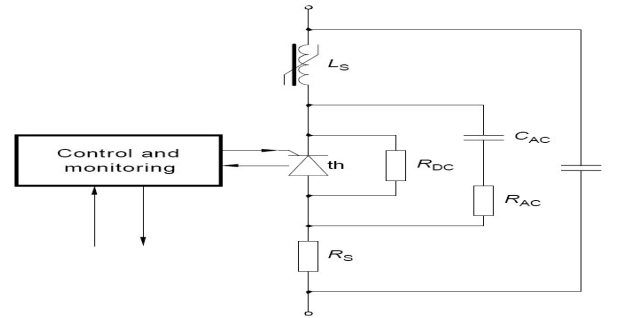 L_S
C_AC
Control and
monitoring
th
R_DC
R_AC
R_S